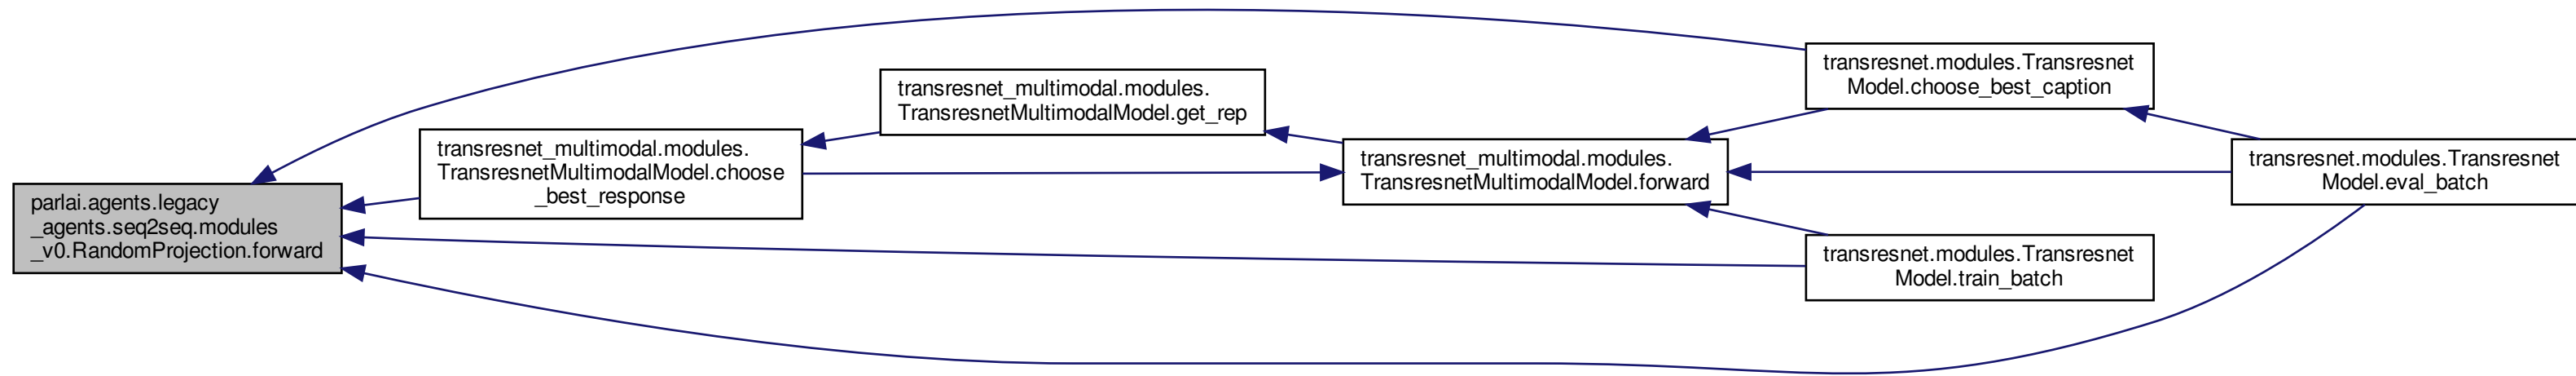 parlai.agents.legacy
_agents.seq2seq.modules
_v0.RandomProjection.forward
transresnet_multimodal.modules.
TransresnetMultimodalModel.choose
_best_response
transresnet_multimodal.modules.
TransresnetMultimodalModel.get_rep
transresnet_multimodal.modules.
TransresnetMultimodalModel.forward
transresnet.modules.Transresnet
Model.choose_best_caption
transresnet.modules.Transresnet
Model.train_batch
transresnet.modules.Transresnet
Model.eval_batch